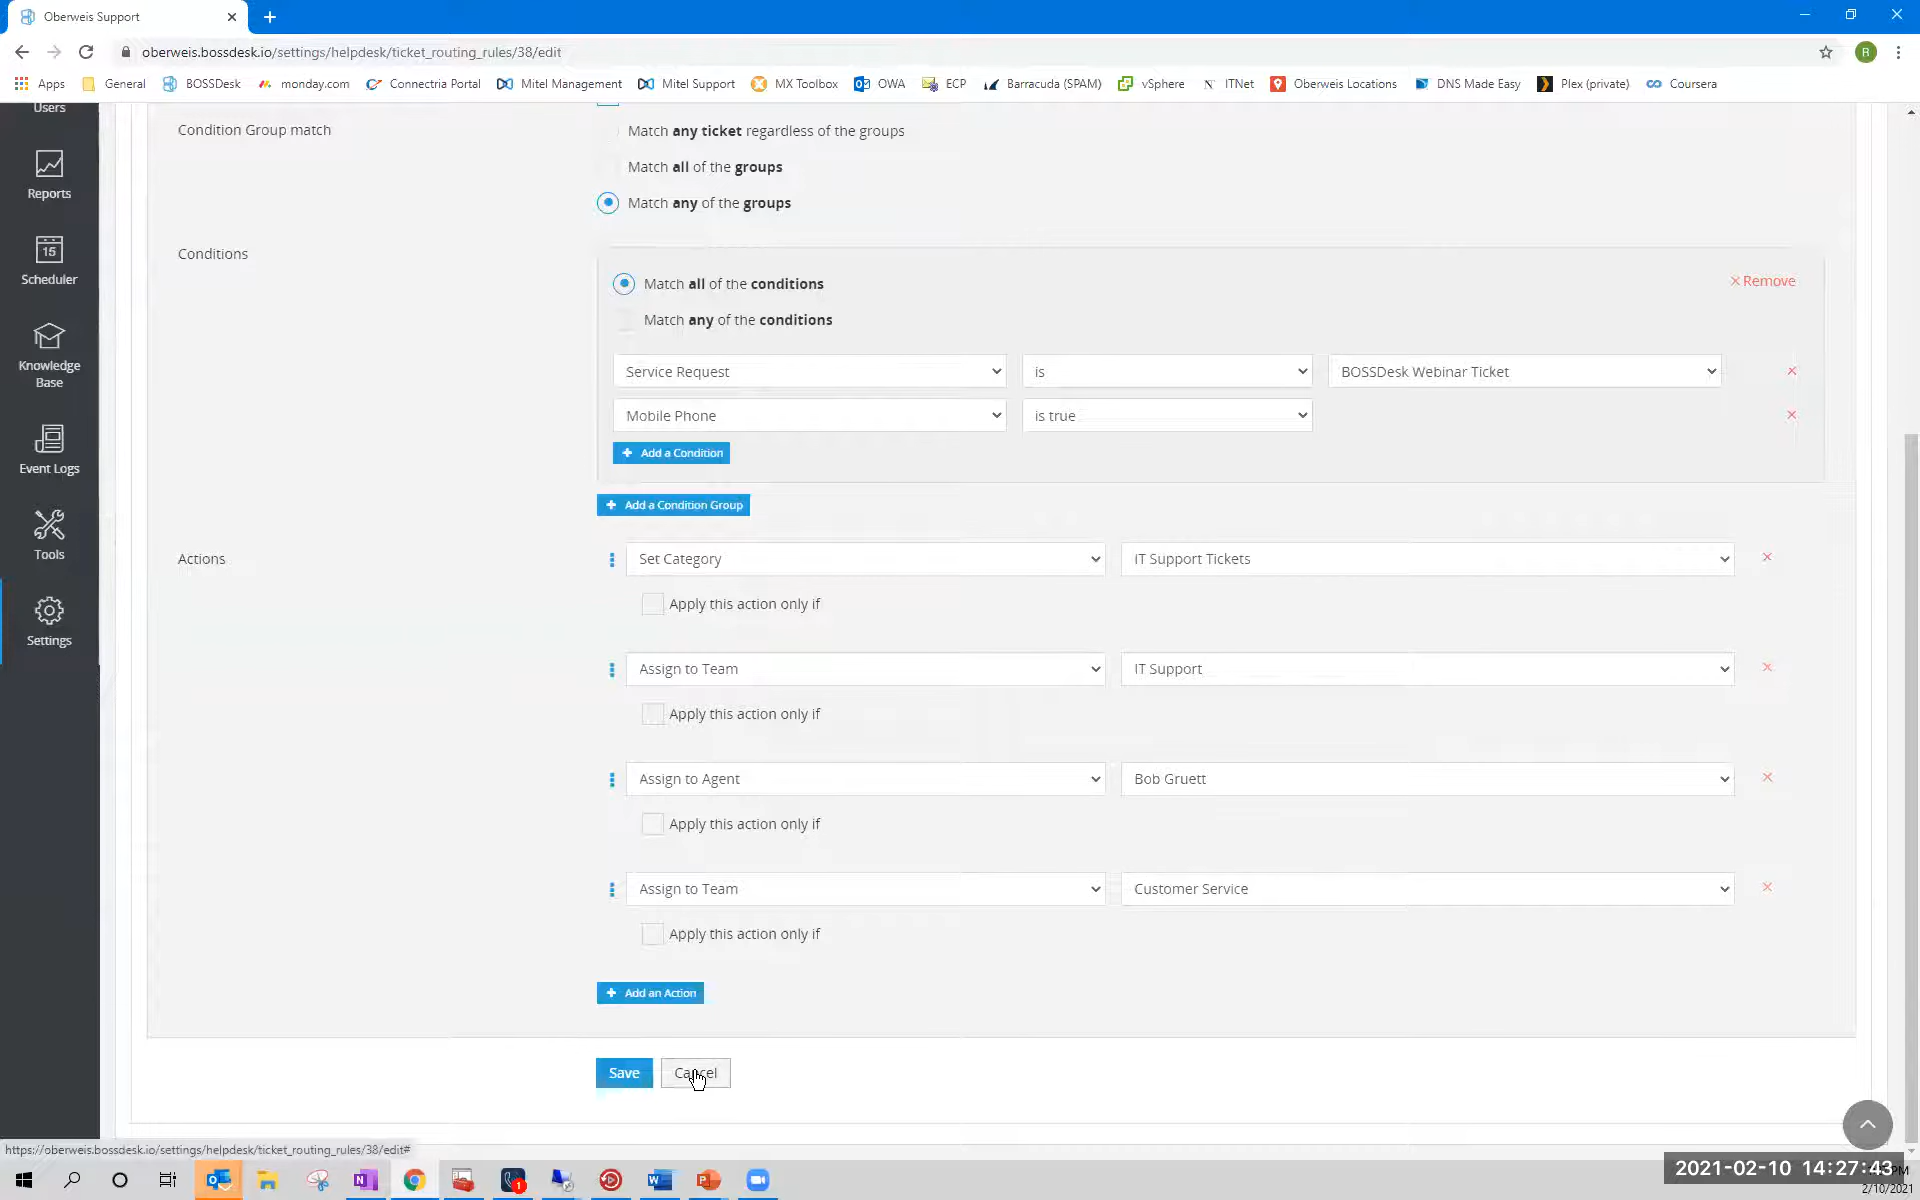 Oberweis Support
oberweis.bossdesk.io/settings/helpdesk/ticket_routing_rules/38/edit
R
Apps General BOSSDesk monday.com Connectria Portal Mitel Management Mitel Support MX Toolbox OWA ECP Barracuda (SPAM) vSphere ITNet Oberweis Locations DNS Made Easy Plex (private) Coursera
Users
Reports
15
Scheduler
Knowledge
Base
Event Logs
Tools
Settings
Condition Group match
Match any ticket regardless of the groups
Match all of the groups
Match any of the groups
Conditions
Match all of the conditions
Remove
Match any of the conditions
Service Request is BOSSDesk Webinar Ticket
Mobile Phone is true
+ Add a Condition
+ Add a Condition Group
Actions
Set Category IT Support Tickets
Apply this action only if
Assign to Team IT Support
Apply this action only if
Assign to Agent Bob Gruett
Apply this action only if
Assign to Team Customer Service
Apply this action only if
+ Add an Action
Save Cancel
https://oberweis.bossdesk.io/settings/helpdesk/ticket_routing_rules/38/edit#
2021-02-10 14:27:43
2/10/2021